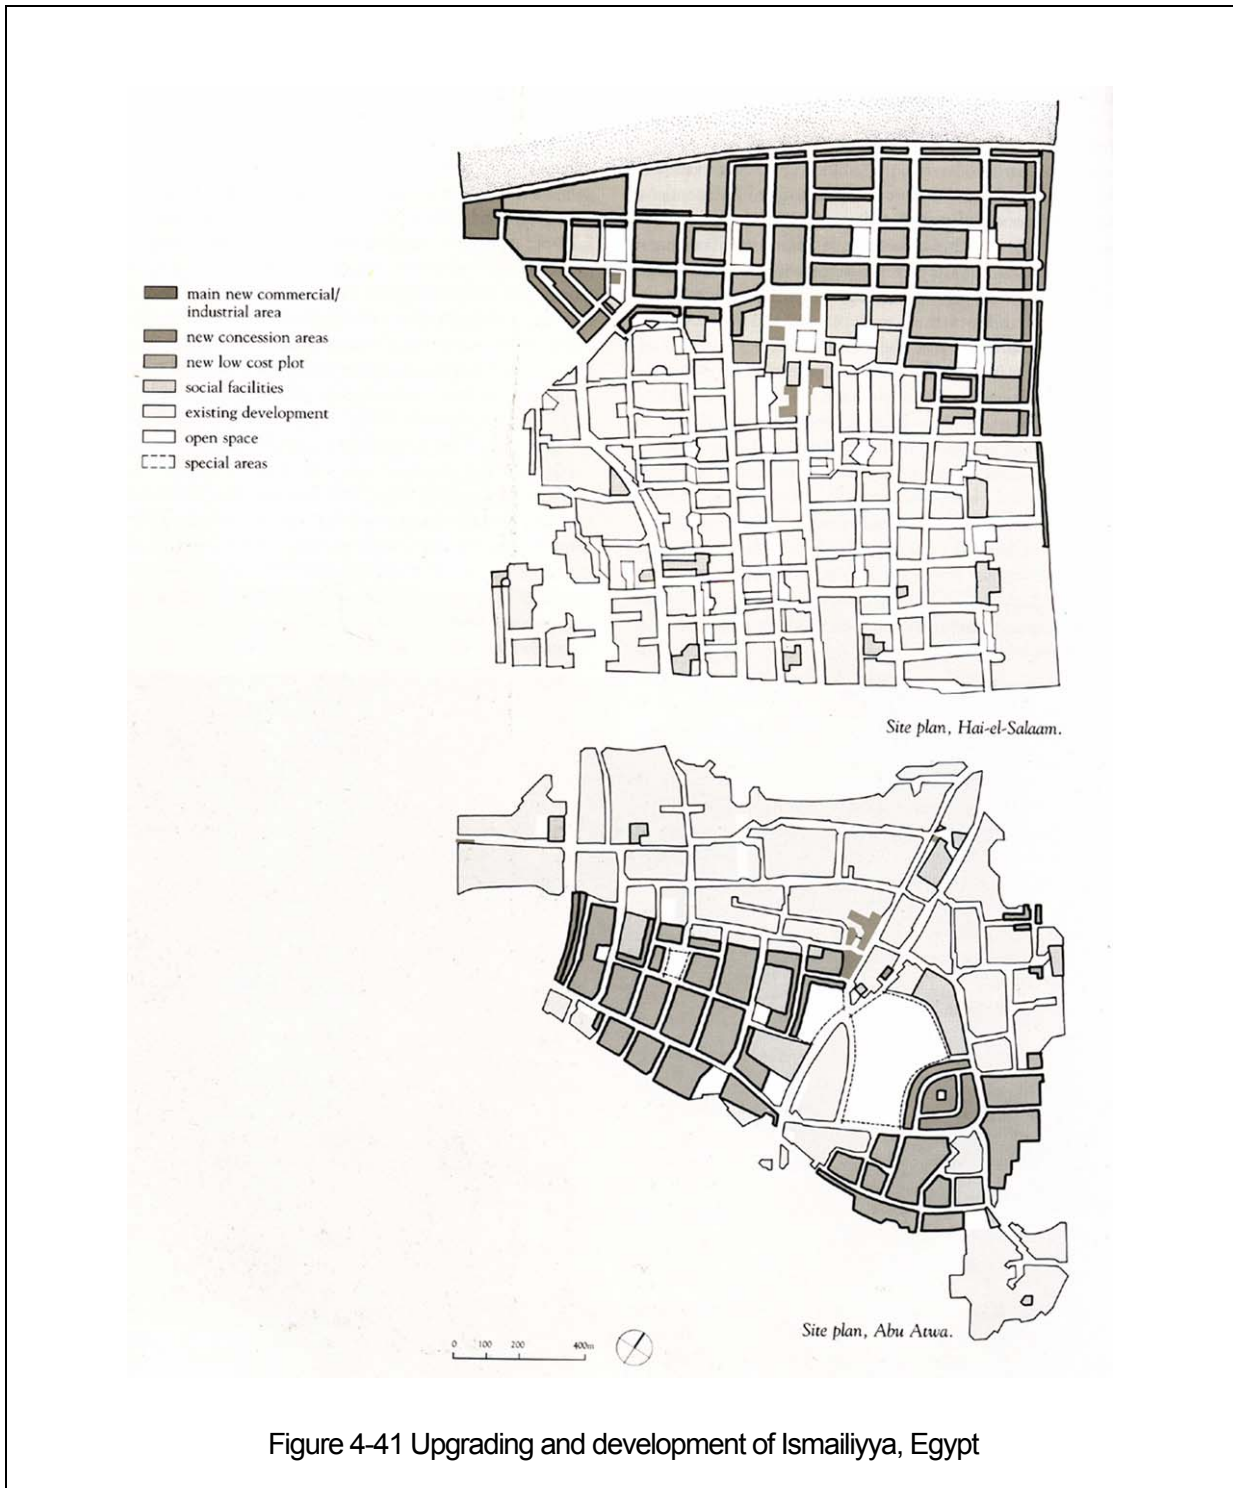 main new commercial/
industrial area
new concession areas
new low cost plot
social facilities
existing development
open space
special areas
Site plan, Hai-el-Salaam.
Site plan, Abu Atwa.
0 100 200 400m
Figure 4-41 Upgrading and development of Ismailiyya, Egypt